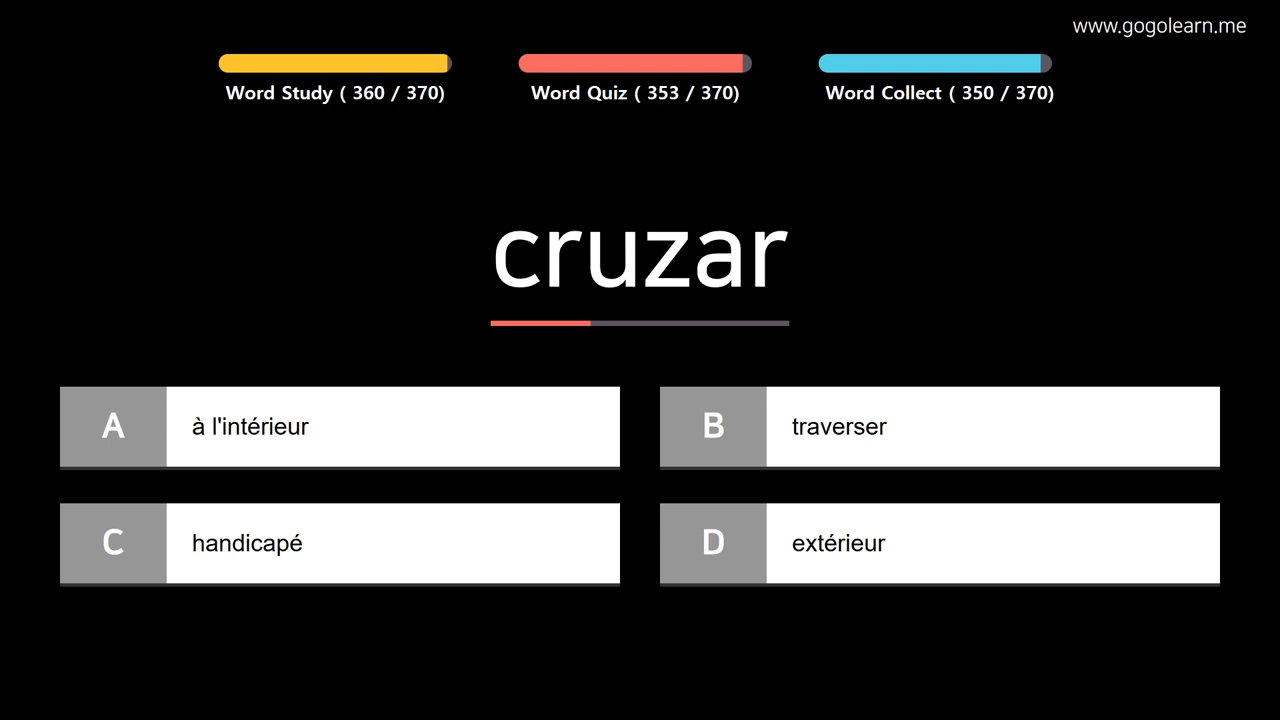 www.gogolearn.me
Word Study ( 360 / 370)
Word Quiz ( 353 / 370)
Word Collect ( 350 / 370)
cruzar
A
à l'intérieur
B
traverser
C
handicapé
D
extérieur